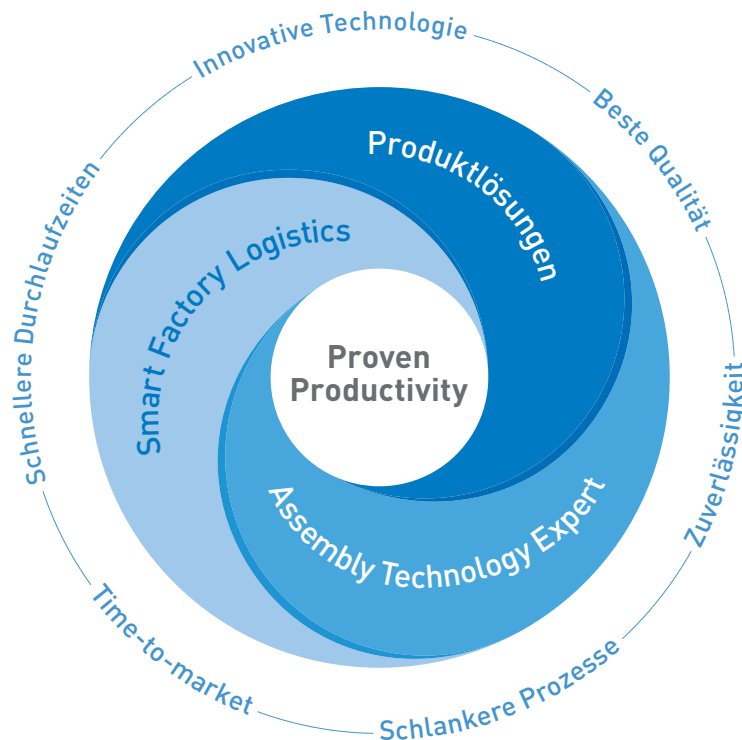 Innovative Technologie
Beste Qualität
Zuverlässigkeit
Schlankere Prozesse
Time-to-market
Schnellere Durchlaufzeiten
Produktlösungen
Assembly Technology Expert
Smart Factory Logistics
Proven
Productivity